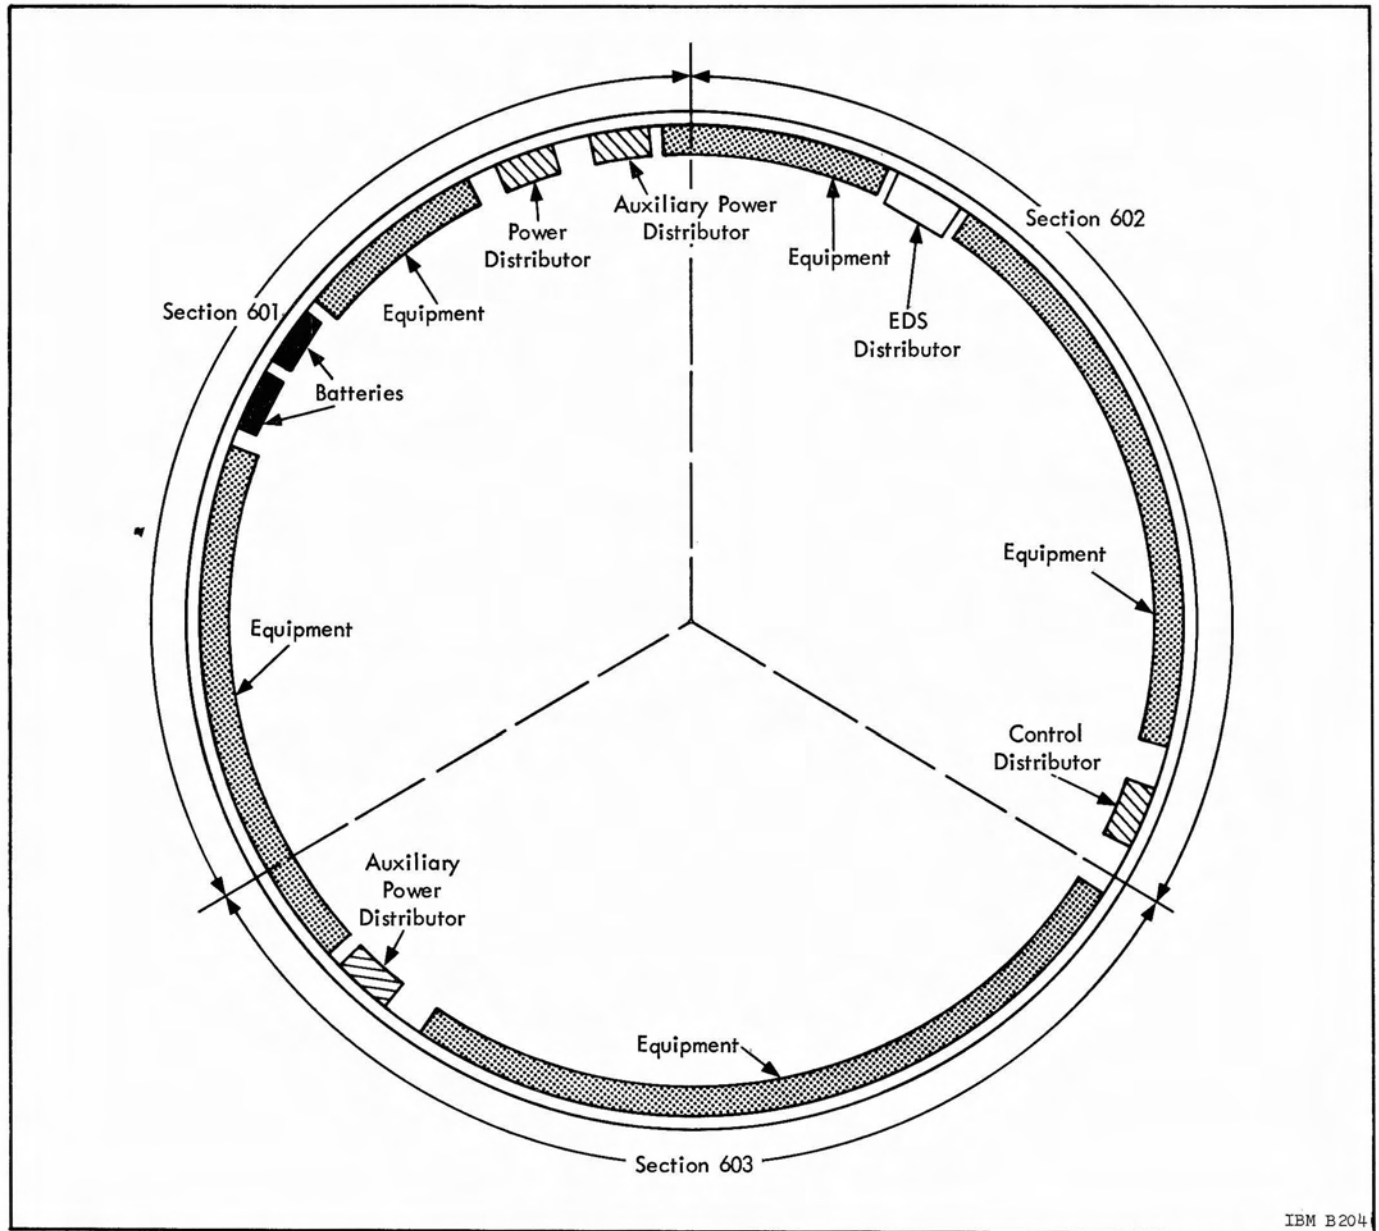 Section 602
Auxiliary Power
Distributor
Power
Distributor
Equipment
Section 601
Equipment
EDS
Distributor
Batteries
Equipment
Equipment
Control
Distributor
Auxiliary
Power
Distributor
Equipment
Section 603
IBM B204